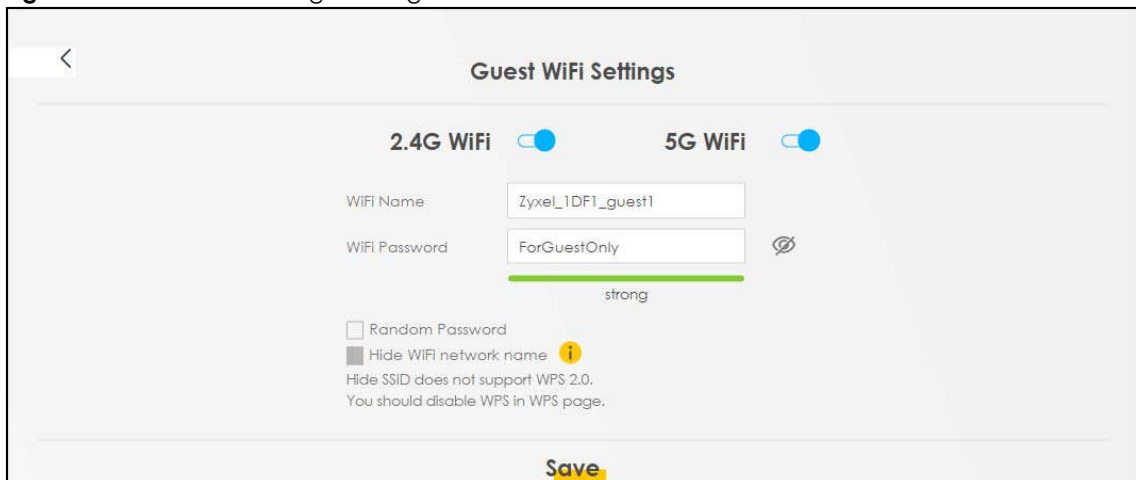 Guest WiFi Settings
2.4G WiFi 5G WiFi
WiFi Name Zyxel_1DF1_guest1
WiFi Password ForGuestOnly
strong
Random Password
Hide WiFi network name i
Hide SSID does not support WPS 2.0.
You should disable WPS in WPS page.
Save